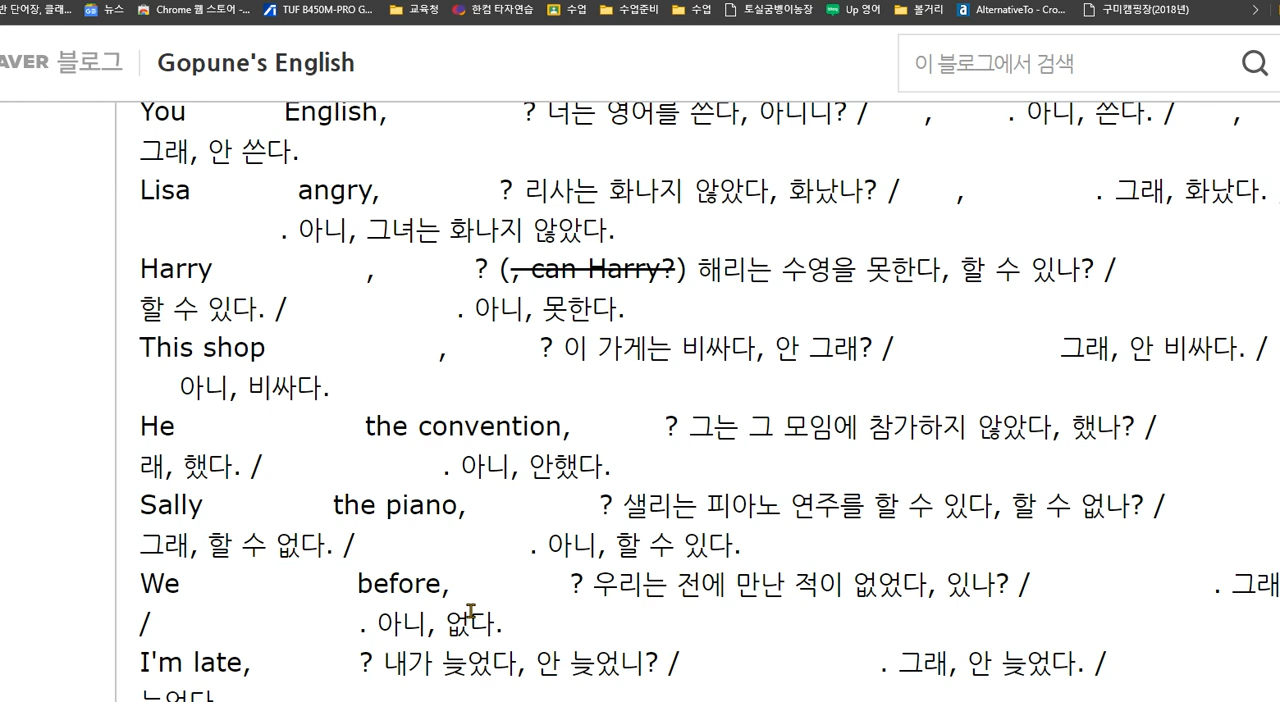 반 단어장, 클래... 뉴스 Chrome 웹 스토어 -... TUF B450M-PRO G... 교육청 한컴 타자연습 수업 수업준비 수업 토실굼벵이농장 Up 영어 볼거리 AlternativeTo - Cro... 구미캠핑장(2018년)
AVER 블로그 Gopune's English 이 블로그에서 검색
You English, ? 너는 영어를 쓴다, 아니니? / , . 아니, 쓴다. / ,
그래, 안 쓴다.
Lisa angry, ? 리사는 화나지 않았다, 화났나? / , . 그래, 화났다.
. 아니, 그녀는 화나지 않았다.
Harry , ? (, can Harry?) 해리는 수영을 못한다, 할 수 있나? /
할 수 있다. / . 아니, 못한다.
This shop , ? 이 가게는 비싸다, 안 그래? / 그래, 안 비싸다. /
아니, 비싸다.
He the convention, ? 그는 그 모임에 참가하지 않았다, 했나? /
래, 했다. / . 아니, 안했다.
Sally the piano, ? 샐리는 피아노 연주를 할 수 있다, 할 수 없나? /
그래, 할 수 없다. / . 아니, 할 수 있다.
We before, ? 우리는 전에 만난 적이 없었다, 있나? / . 그래
/ . 아니, 없다.
I'm late, ? 내가 늦었다, 안 늦었니? / . 그래, 안 늦었다. /
늦었다